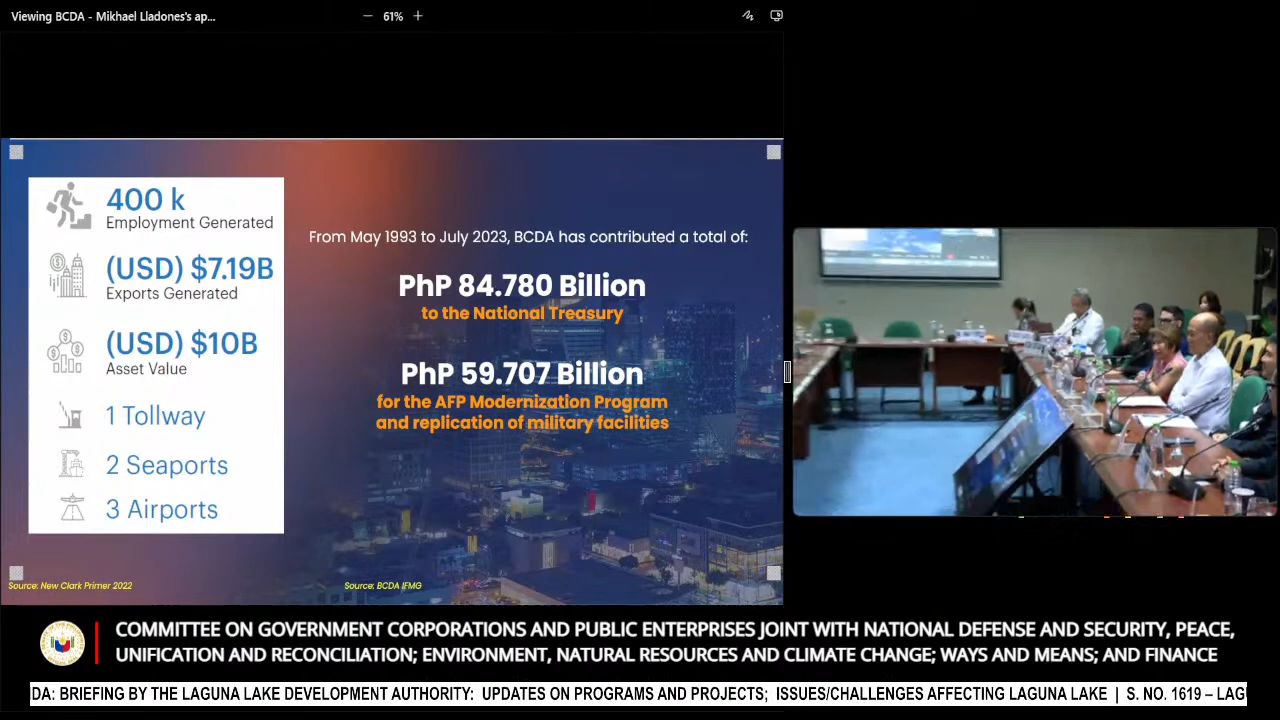 Viewing BCDA - Mikhael Lladones's ap...
61%
400 k
Employment Generated
(USD) $7.19B
Exports Generated
(USD) $10B
Asset Value
1 Tollway
2 Seaports
3 Airports
Source: New Clark Primer 2022
From May 1993 to July 2023, BCDA has contributed a total of:
PhP 84.780 Billion
to the National Treasury
PhP 59.707 Billion
for the AFP Modernization Program
and replication of military facilities
Source: BCDA IFMG
COMMITTEE ON GOVERNMENT CORPORATIONS AND PUBLIC ENTERPRISES JOINT WITH NATIONAL DEFENSE AND SECURITY, PEACE,
UNIFICATION AND RECONCILIATION; ENVIRONMENT, NATURAL RESOURCES AND CLIMATE CHANGE; WAYS AND MEANS; AND FINANCE
DA: BRIEFING BY THE LAGUNA LAKE DEVELOPMENT AUTHORITY: UPDATES ON PROGRAMS AND PROJECTS; ISSUES/CHALLENGES AFFECTING LAGUNA LAKE | S. NO. 1619 – LAG